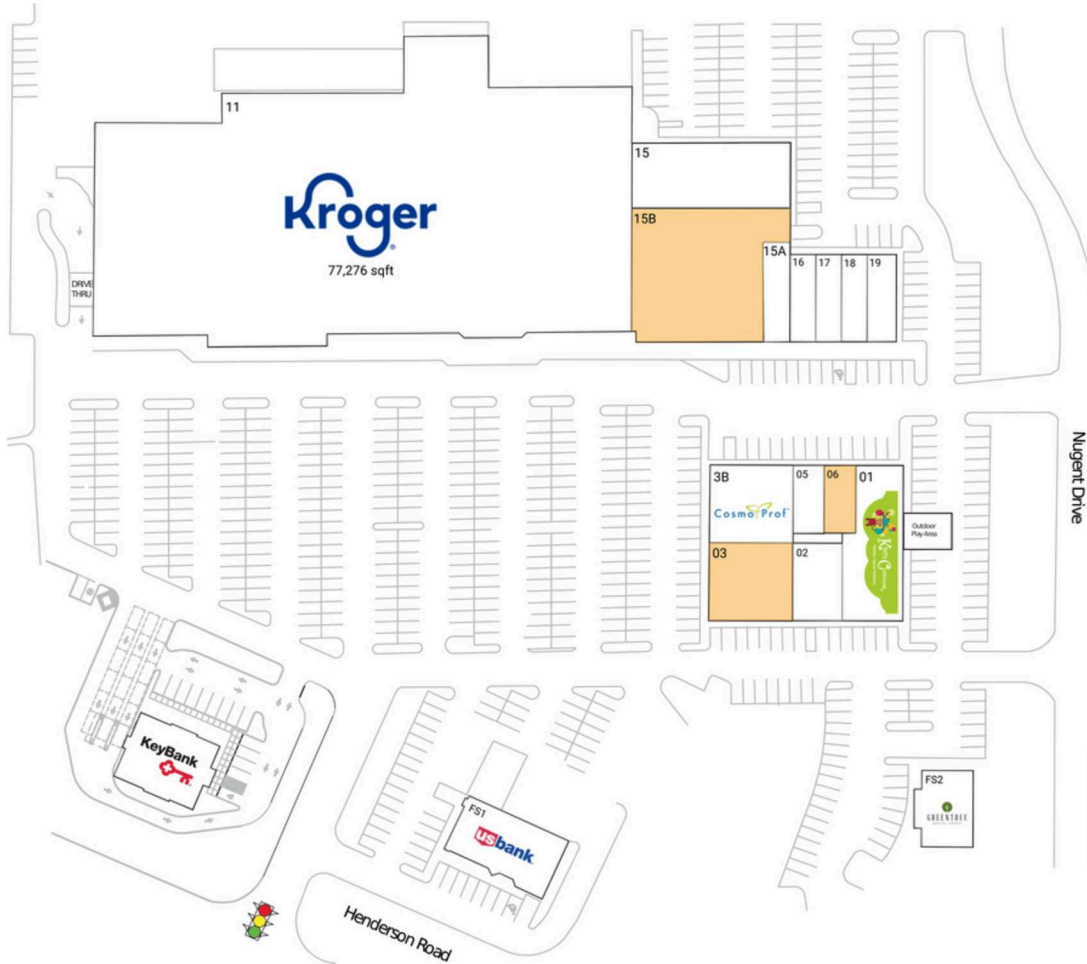 11
Kroger
77,276 sqft
DRIVE
THRU
15
15B
15A
16
17
18
19
Nugent Drive
3B
CosmoProf
05
06
01
Outdoor
Play Area
03
02
KeyBank
FS1
usbank
FS2
GREENTREE
Henderson Road